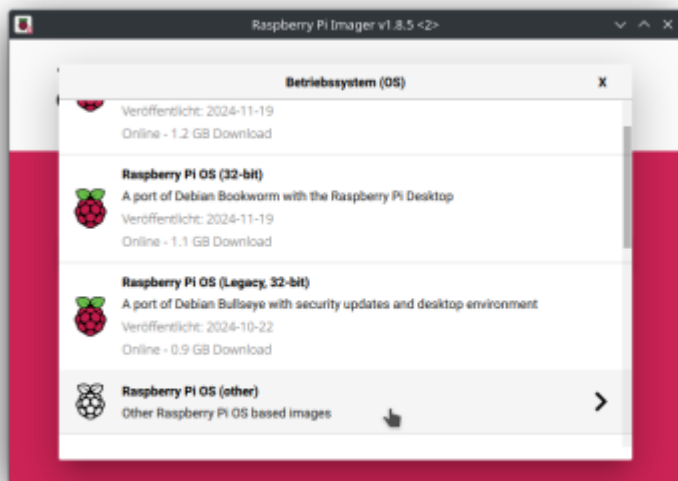 Raspberry Pi Imager v1.8.5 <2>
Betriebssystem (OS)
X
Veröffentlicht: 2024-11-19
Online - 1.2 GB Download
Raspberry Pi OS (32-bit)
A port of Debian Bookworm with the Raspberry Pi Desktop
Veröffentlicht: 2024-11-19
Online - 1.1 GB Download
Raspberry Pi OS (Legacy, 32-bit)
A port of Debian Bullseye with security updates and desktop environment
Veröffentlicht: 2024-10-22
Online - 0.9 GB Download
Raspberry Pi OS (other)
Other Raspberry Pi OS based images